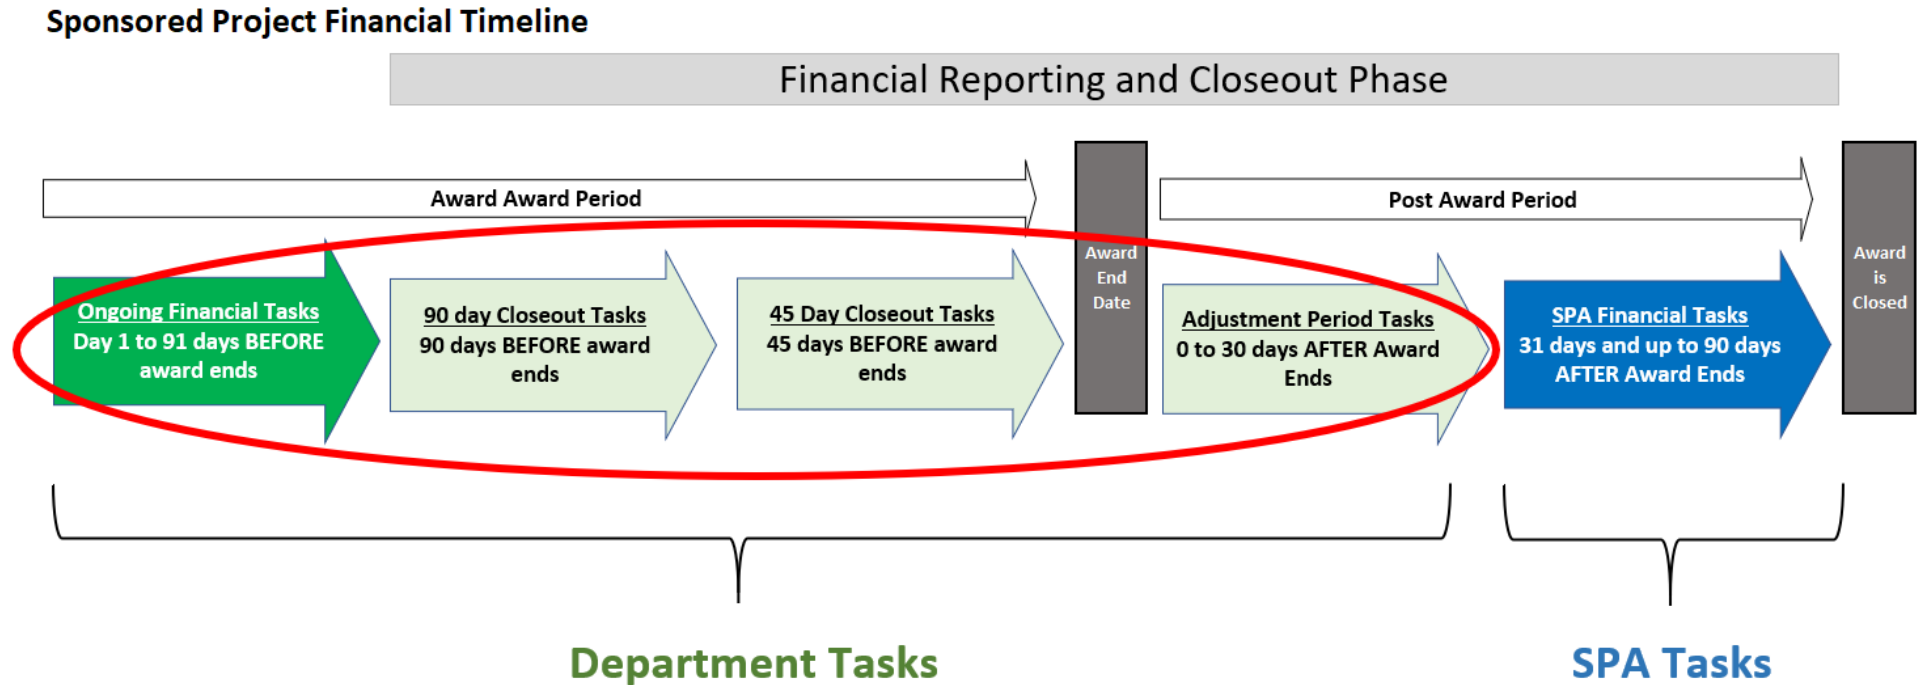 Sponsored Project Financial Timeline
Financial Reporting and Closeout Phase
Award Award Period
Post Award Period
Ongoing Financial Tasks
Day 1 to 91 days BEFORE
award ends
90 day Closeout Tasks
90 days BEFORE award
ends
45 Day Closeout Tasks
45 days BEFORE award
ends
Award
End
Date
Adjustment Period Tasks
0 to 30 days AFTER Award
Ends
SPA Financial Tasks
31 days and up to 90 days
AFTER Award Ends
Award
is
Closed
Department Tasks
SPA Tasks